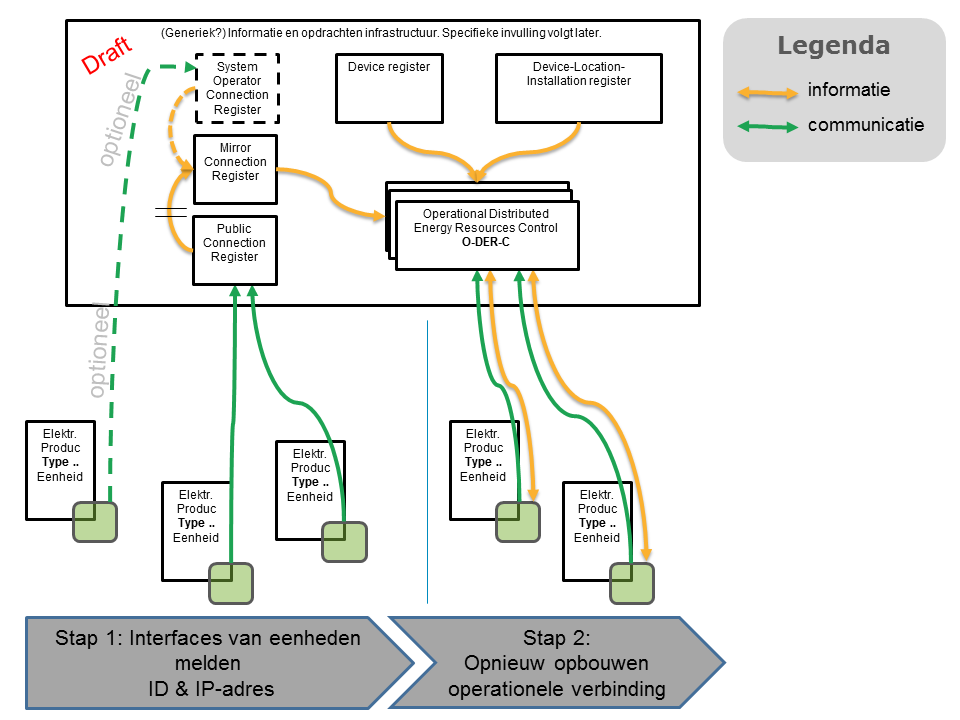 (Generiek?) Informatie en opdrachten infrastructuur. Specifieke invulling volgt later.
Draft
System
Operator
Connection
Register
Device register
Device-Location-
Installation register
Mirror
Connection
Register
Public
Connection
Register
Operational Distributed
Energy Resources Control
O-DER-C
optioneel
optioneel
Elektr.
Produc
Type ..
Eenheid
Elektr.
Produc
Type ..
Eenheid
Elektr.
Produc
Type ..
Eenheid
Elektr.
Produc
Type ..
Eenheid
Elektr.
Produc
Type ..
Eenheid
Stap 1: Interfaces van eenheden
melden
ID & IP-adres
Stap 2:
Opnieuw opbouwen
operationele verbinding
Legenda
informatie
communicatie